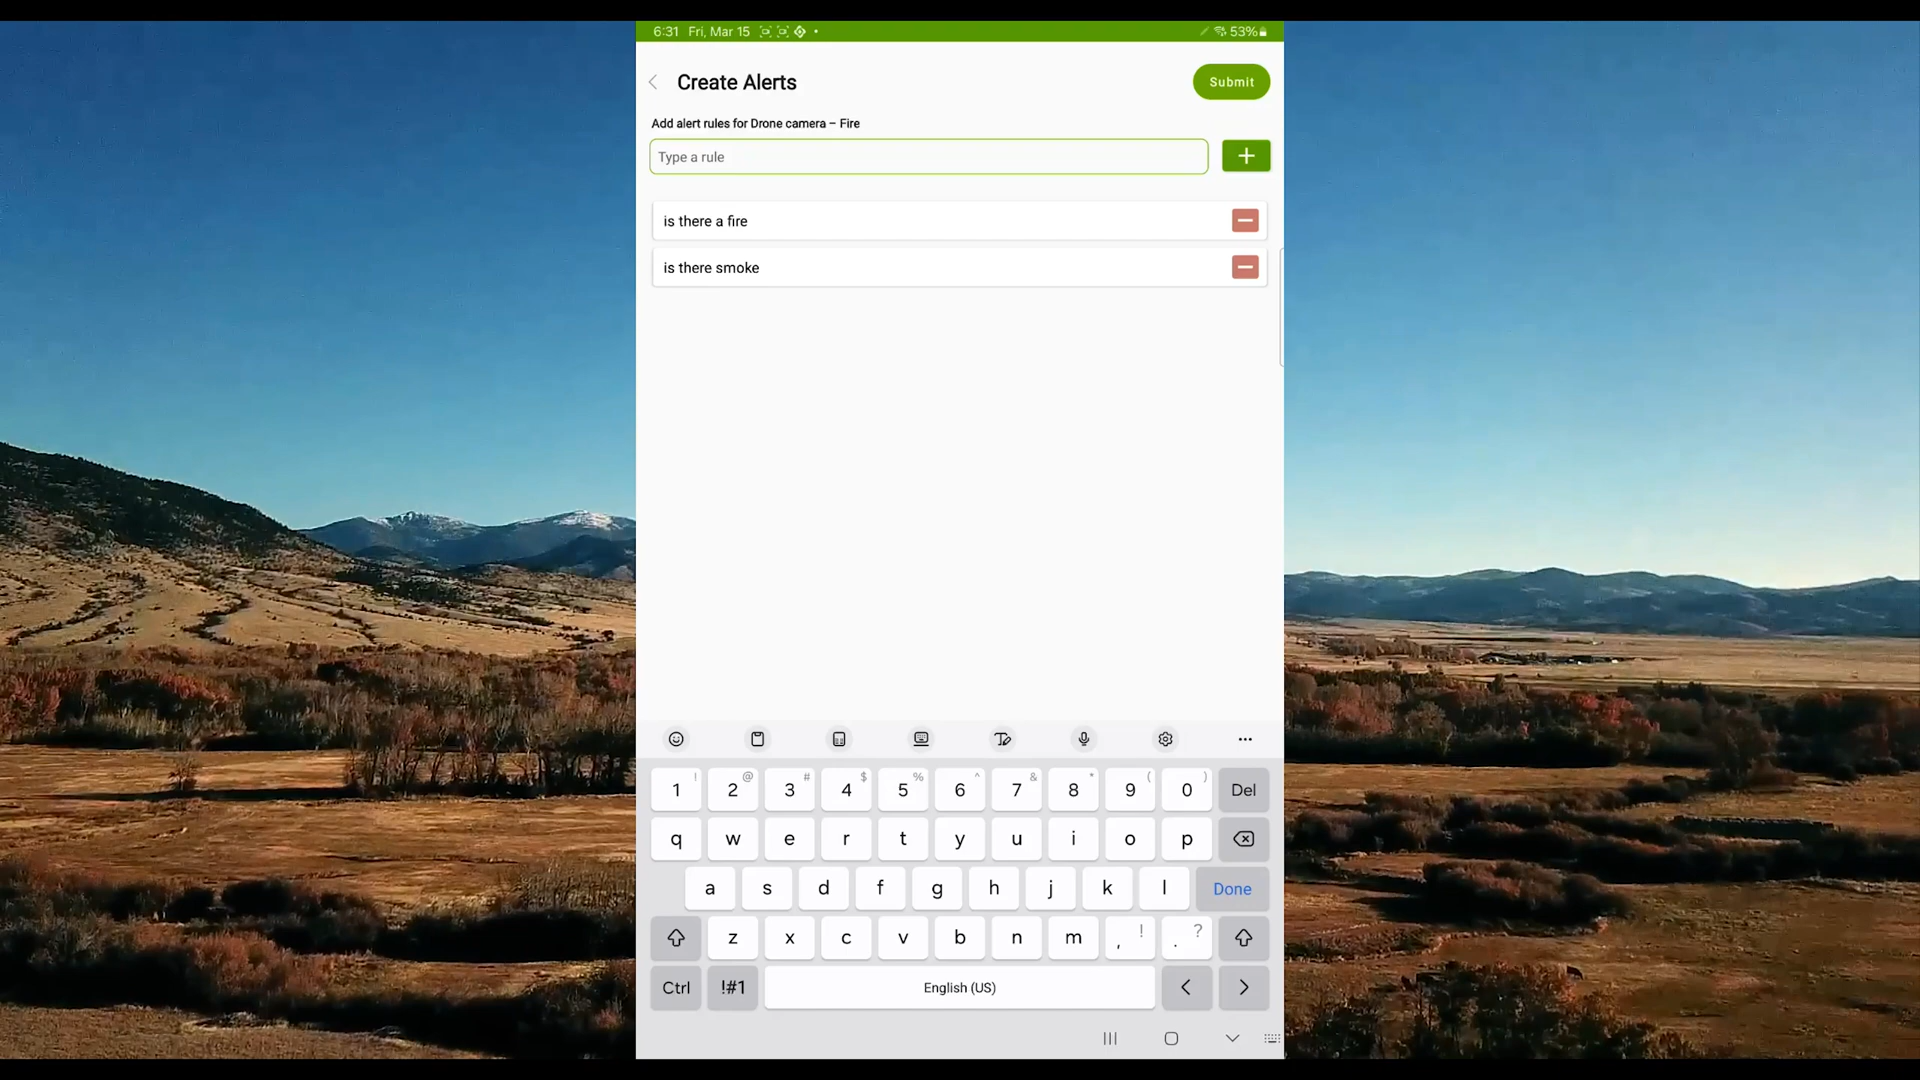 6:31 Fri, Mar 15 53%
Create Alerts Submit
Add alert rules for Drone camera – Fire
Type a rule +
is there a fire
is there smoke
1 ! 2 @ 3 # 4 $ 5 % 6 ^ 7 & 8 * 9 ( 0 ) Del
q w e r t y u i o p
a s d f g h j k l Done
z x c v b n m , ! . ?
Ctrl !#1 English (US) < >